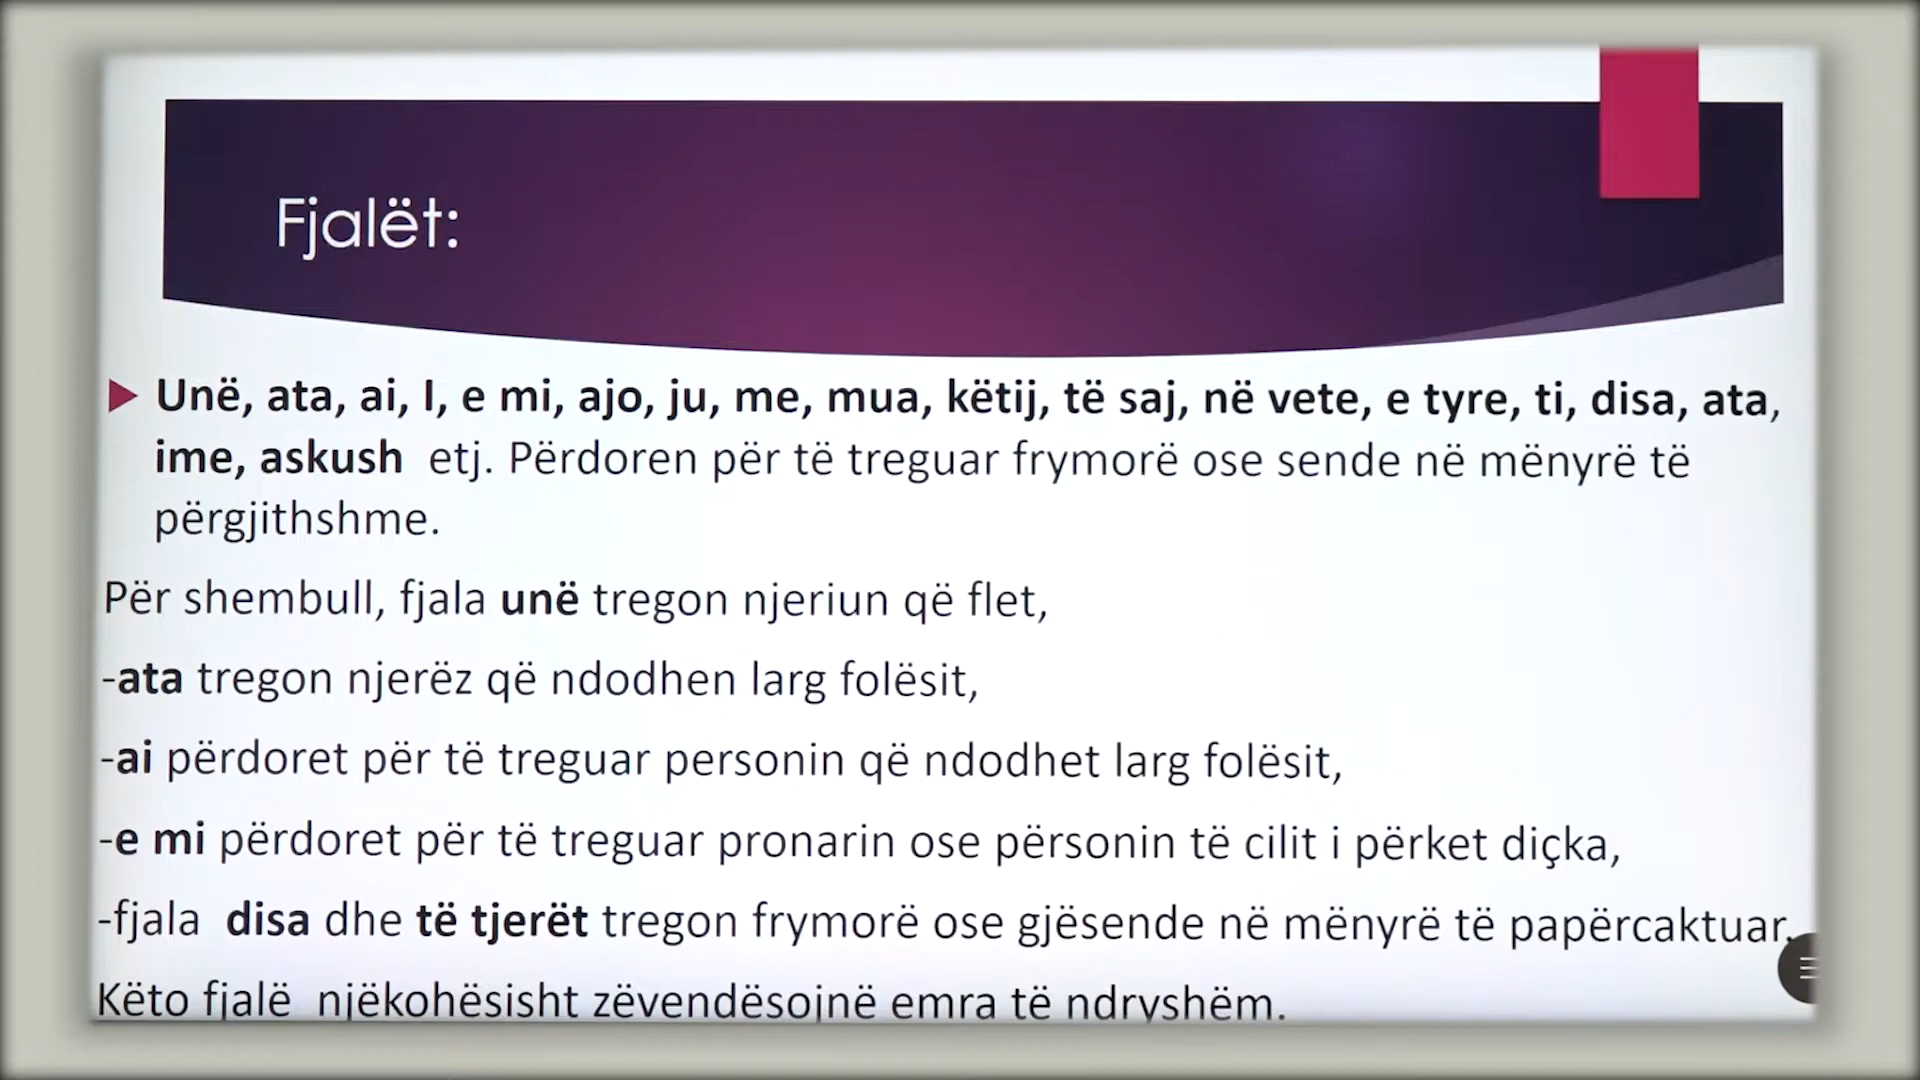 Fjalët:
Unë, ata, ai, I, e mi, ajo, ju, me, mua, këtij, të saj, në vete, e tyre, ti, disa, ata,
ime, askush etj. Përdoren për të treguar frymorë ose sende në mënyrë të
përgjithshme.
Për shembull, fjala unë tregon njeriun që flet,
-ata tregon njerëz që ndodhen larg folësit,
-ai përdoret për të treguar personin që ndodhet larg folësit,
-e mi përdoret për të treguar pronarin ose përsonin të cilit i përket diçka,
-fjala disa dhe të tjerët tregon frymorë ose gjësende në mënyrë të papërcaktuar.
Këto fjalë njëkohësisht zëvendësojnë emra të ndryshëm.